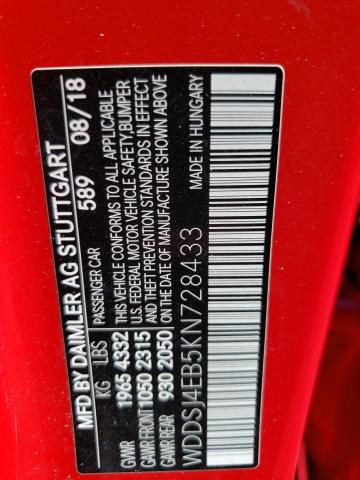 MFD BY DAIMLER AG STUTTGART
589 08/18
PASSENGER CAR
KG LBS
GVWR 1965 4332
GAWR FRONT 1050 2315
GAWR REAR 930 2050
THIS VEHICLE CONFORMS TO ALL APPLICABLE
U.S. FEDERAL MOTOR VEHICLE SAFETY,BUMPER
AND THEFT PREVENTION STANDARDS IN EFFECT
ON THE DATE OF MANUFACTURE SHOWN ABOVE
MADE IN HUNGARY
WDDSJ4EB5KN728433